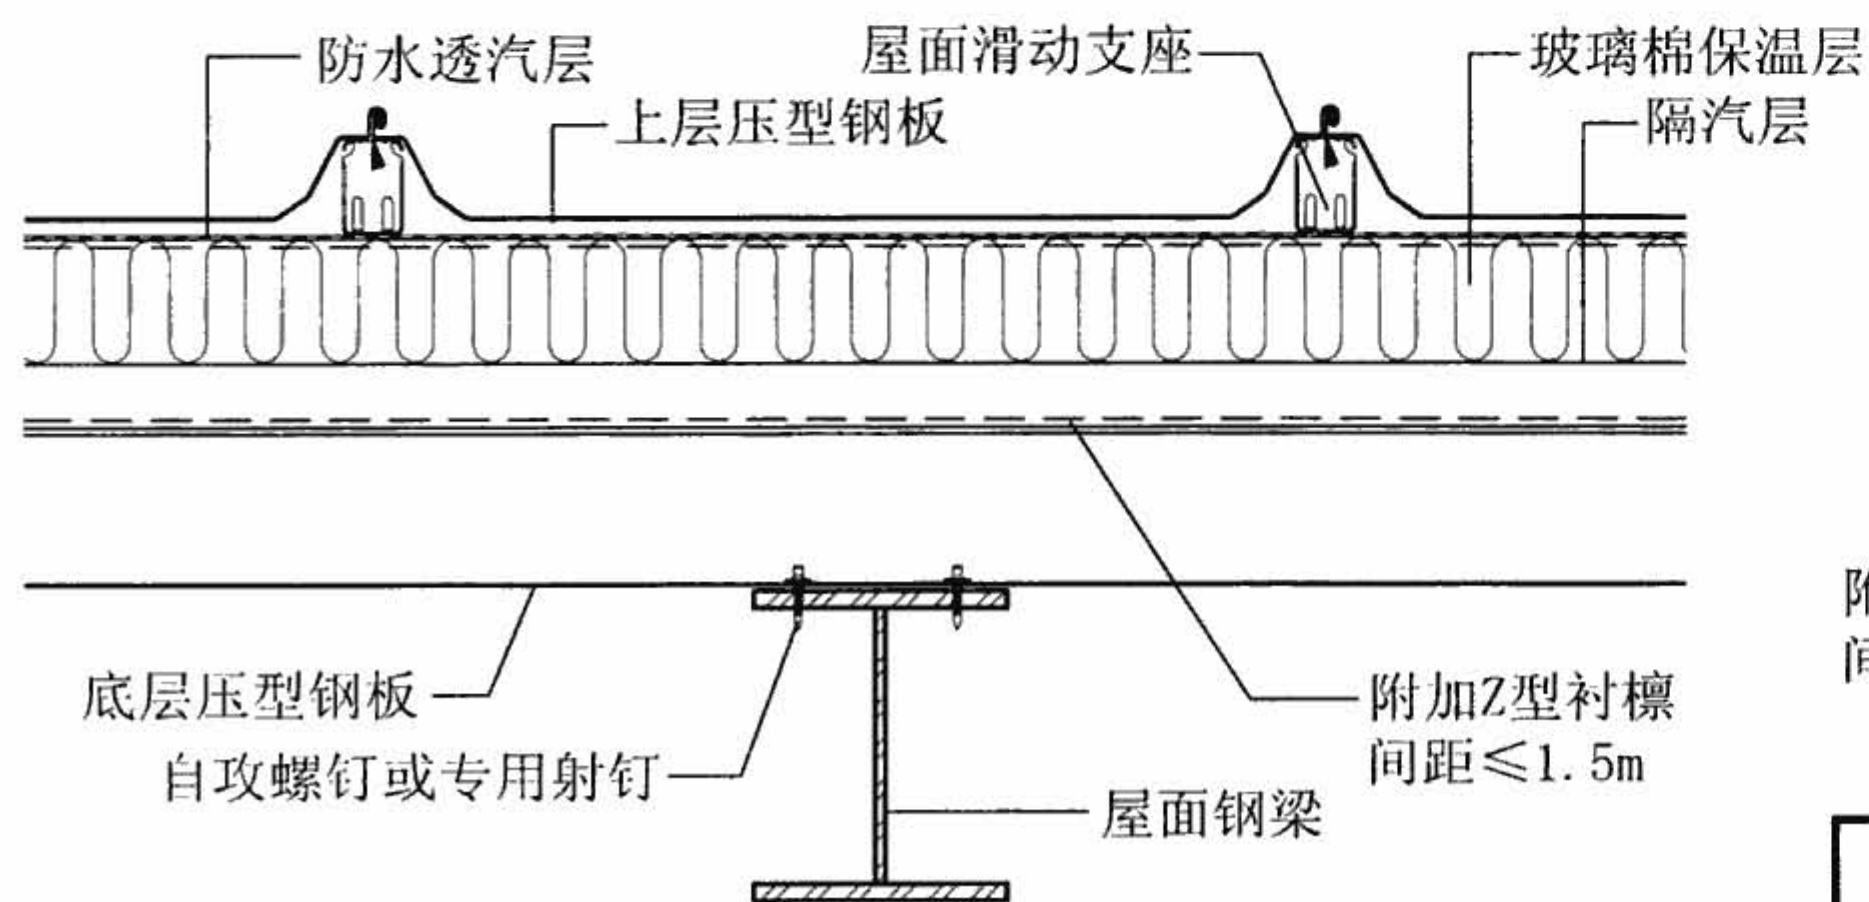 防水透汽层
屋面滑动支座
玻璃棉保温层
上层压型钢板
隔汽层
底层压型钢板
附加Z型衬檩
间距≤1.5m
自攻螺钉或专用射钉
屋面钢梁